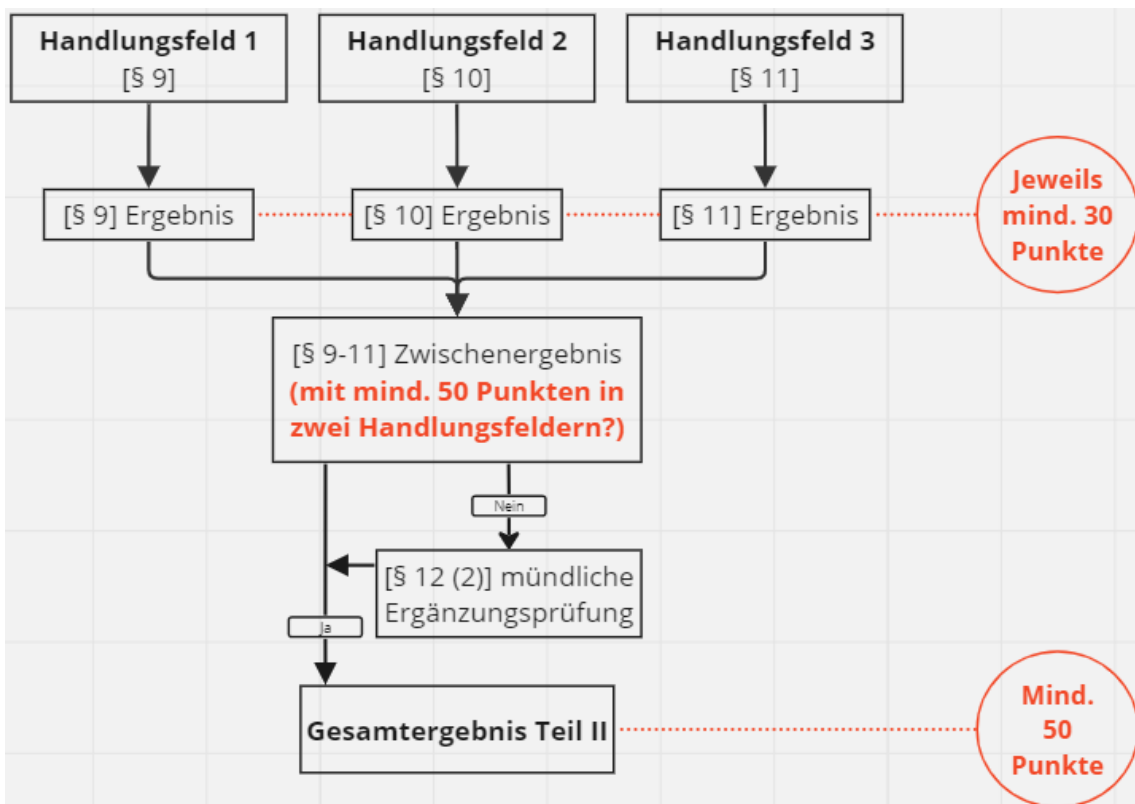 Handlungsfeld 1
[§ 9]
Handlungsfeld 2
[§ 10]
Handlungsfeld 3
[§ 11]
[§ 9] Ergebnis
[§ 10] Ergebnis
[§ 11] Ergebnis
Jeweils
mind. 30
Punkte
[§ 9-11] Zwischenergebnis
(mit mind. 50 Punkten in
zwei Handlungsfeldern?)
Nein
[§ 12 (2)] mündliche
Ergänzungsprüfung
Ja
Gesamtergebnis Teil II
Mind.
50
Punkte